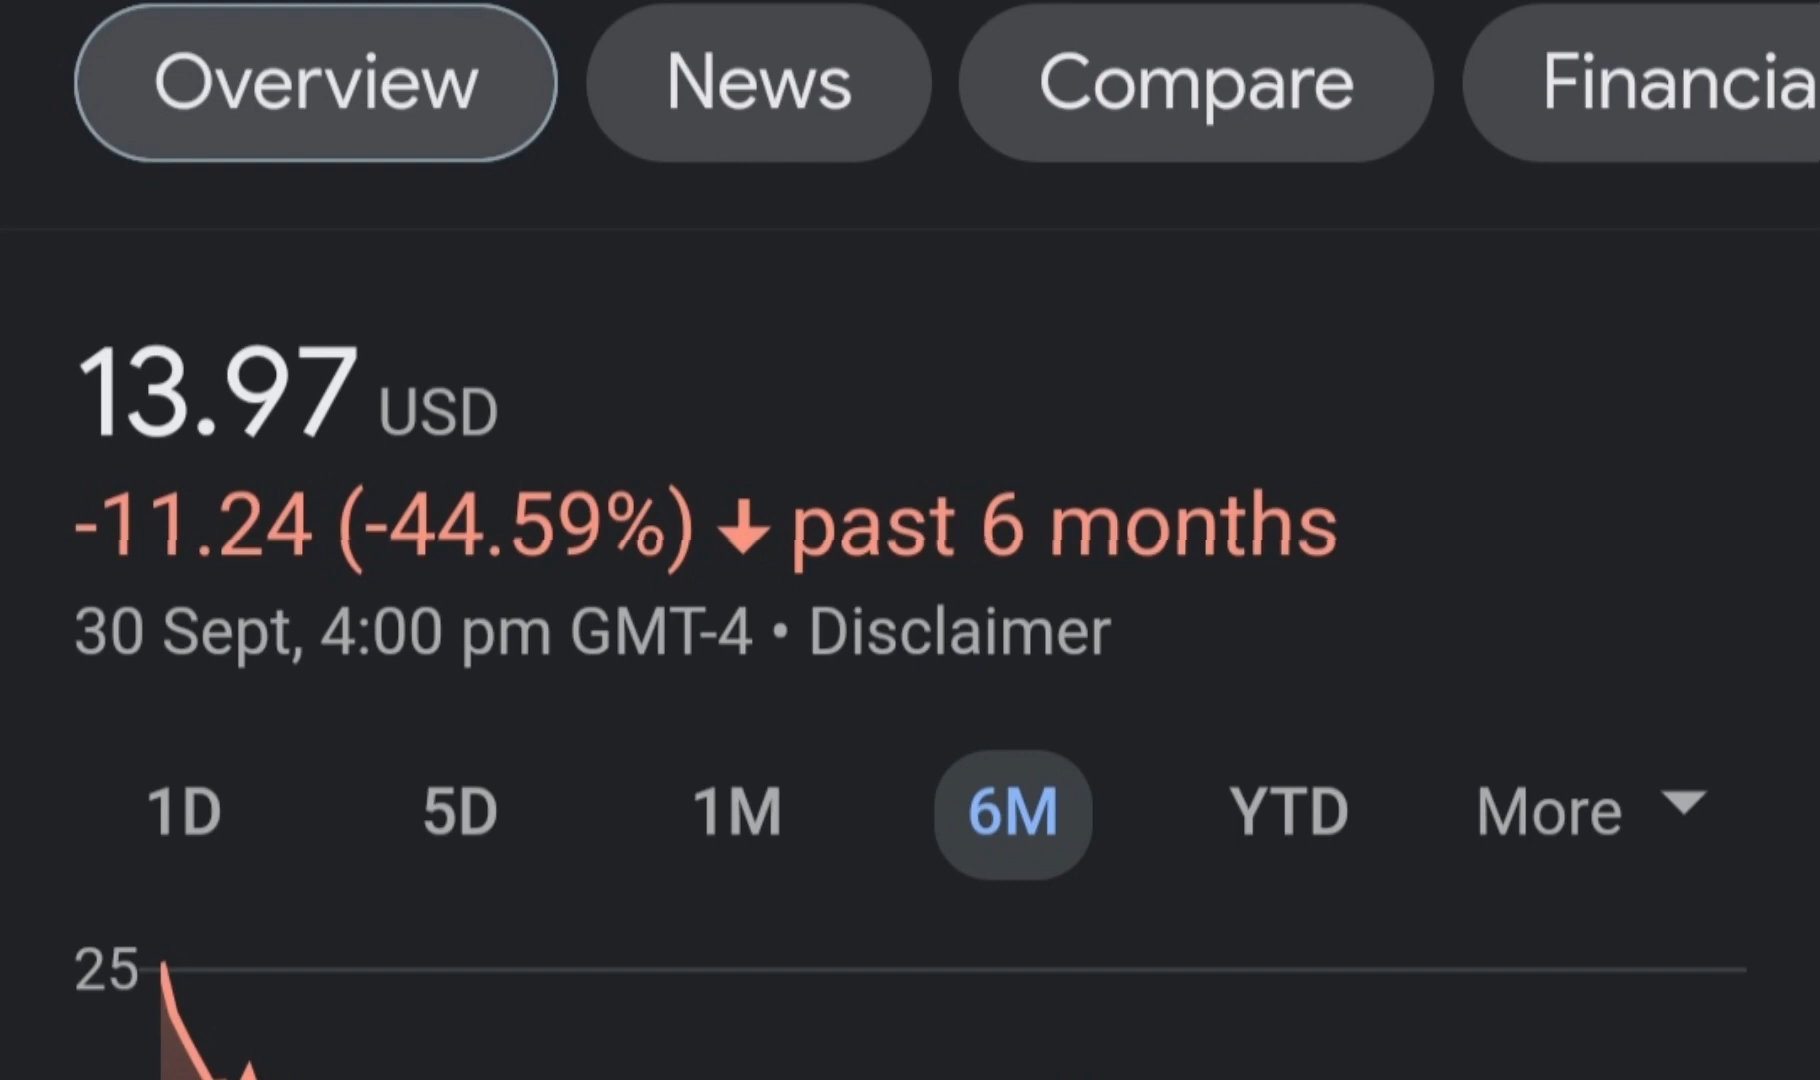 Overview News Compare Financia
13.97 USD
-11.24 (-44.59%) ↓ past 6 months
30 Sept, 4:00 pm GMT-4 • Disclaimer
1D 5D 1M 6M YTD More
25